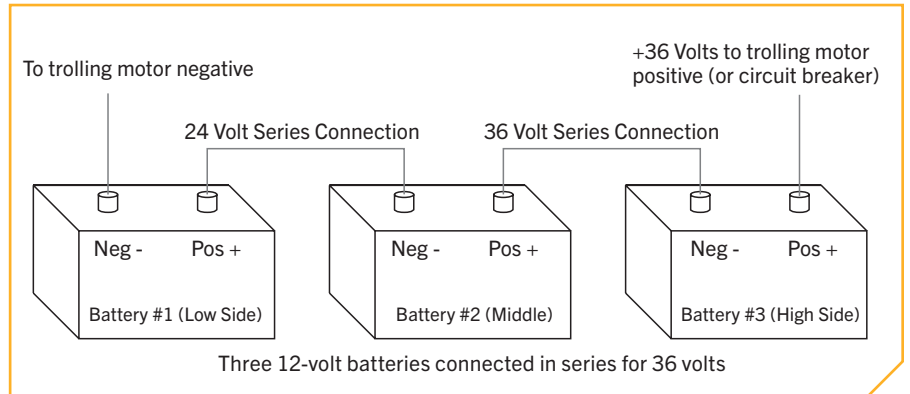 +36 Volts to trolling motor
positive (or circuit breaker)
To trolling motor negative
24 Volt Series Connection
36 Volt Series Connection
Neg -
Pos +
Neg -
Pos +
Neg -
Pos +
Battery #1 (Low Side)
Battery #2 (Middle)
Battery #3 (High Side)
Three 12-volt batteries connected in series for 36 volts